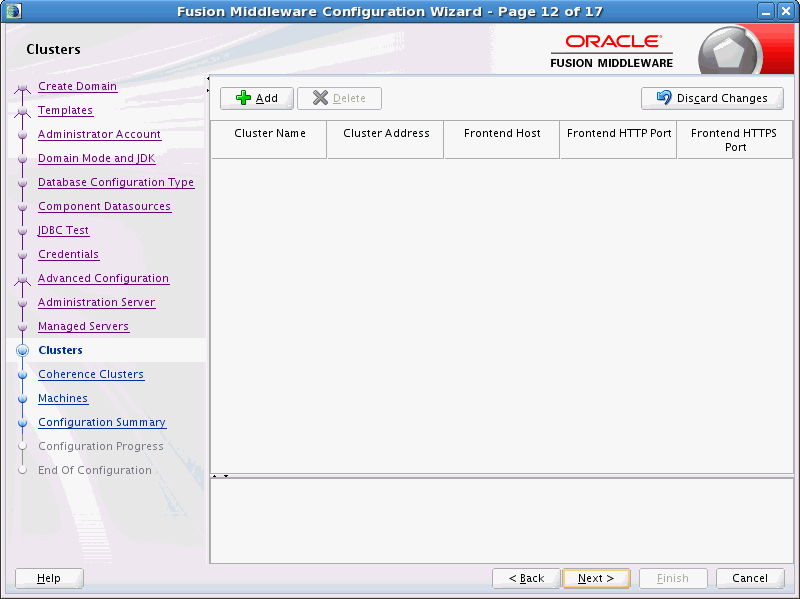 Fusion Middleware Configuration Wizard - Page 12 of 17
Clusters
ORACLE
FUSION MIDDLEWARE
Create Domain
Templates
Administrator Account
Domain Mode and JDK
Database Configuration Type
Component Datasources
JDBC Test
Credentials
Advanced Configuration
Administration Server
Managed Servers
Clusters
Coherence Clusters
Machines
Configuration Summary
Configuration Progress
End Of Configuration
Add Delete Discard Changes
Cluster Name Cluster Address Frontend Host Frontend HTTP Port Frontend HTTPS
Port
Help < Back Next > Finish Cancel